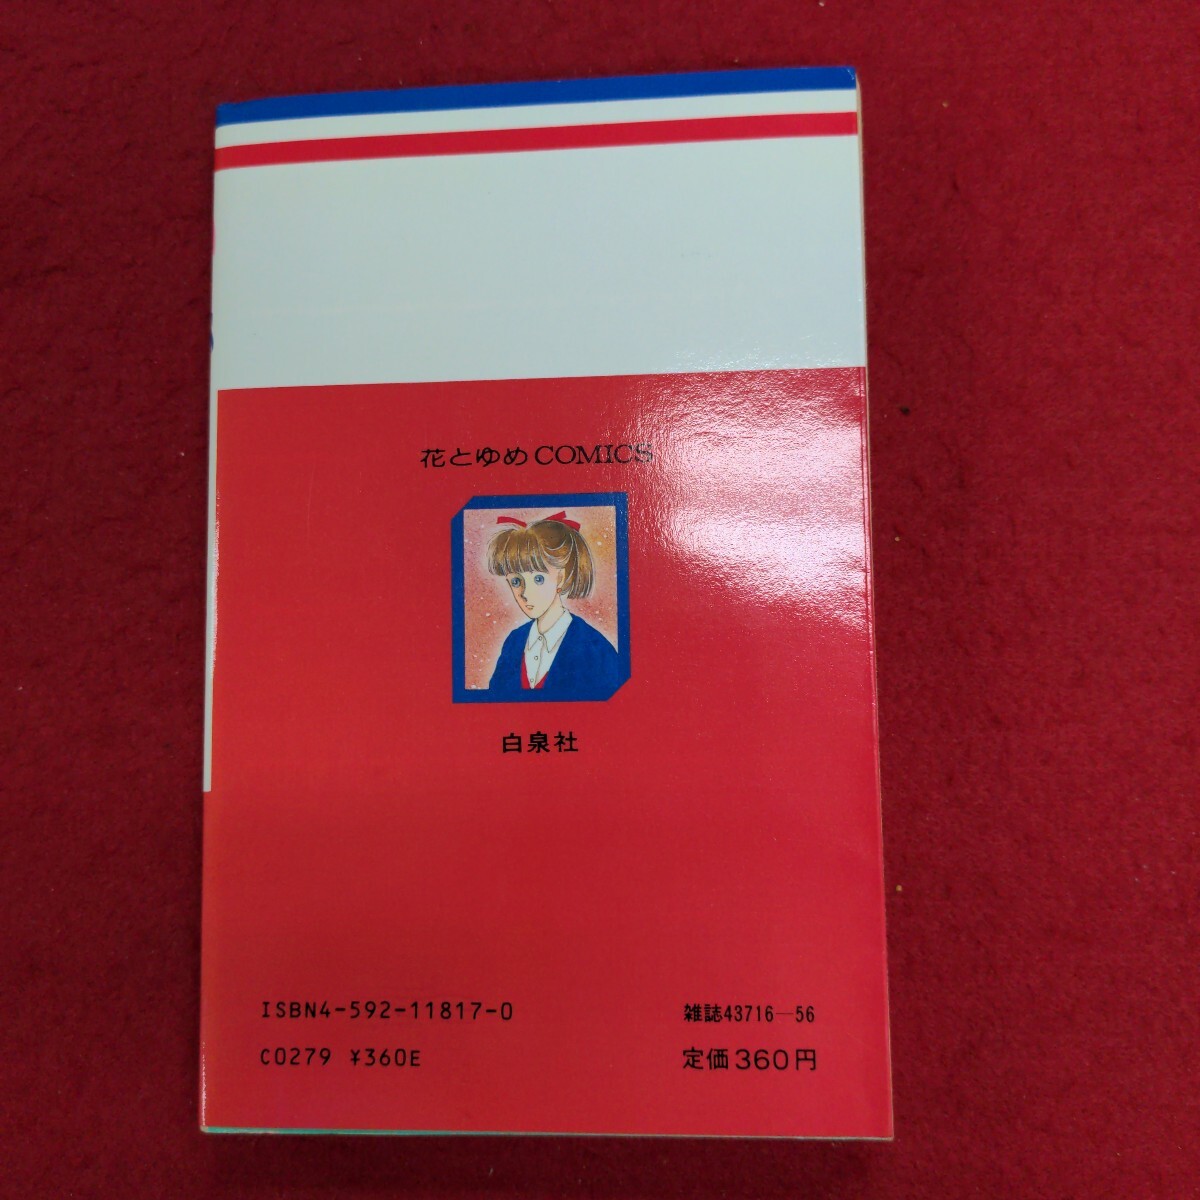 花とゆめCOMICS
白泉社
ISBN4-592-11817-0
C0279 ¥360E
雑誌43716―56
定価360円